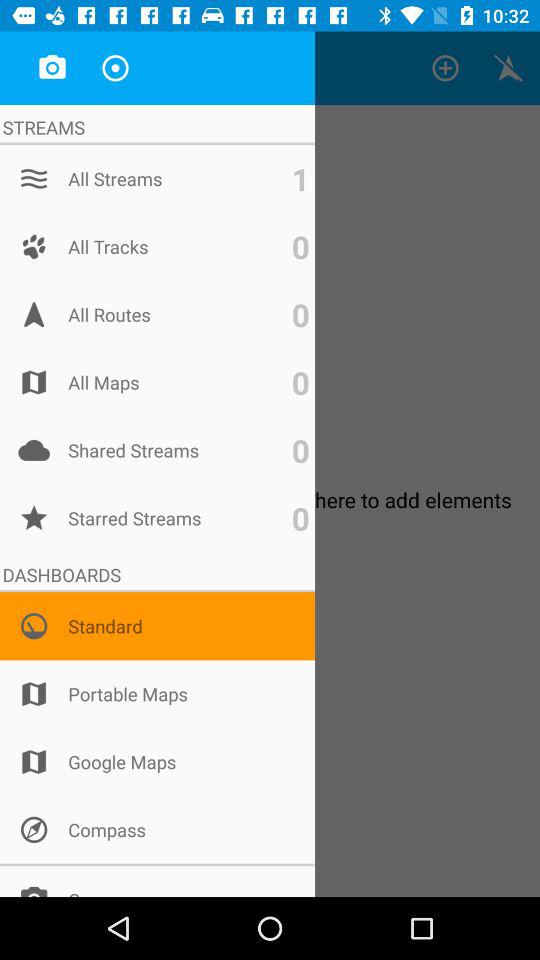 10:32
STREAMS
All Streams 1
All Tracks 0
All Routes 0
All Maps 0
Shared Streams 0
here to add elements
Starred Streams 0
DASHBOARDS
Standard
Portable Maps
Google Maps
Compass